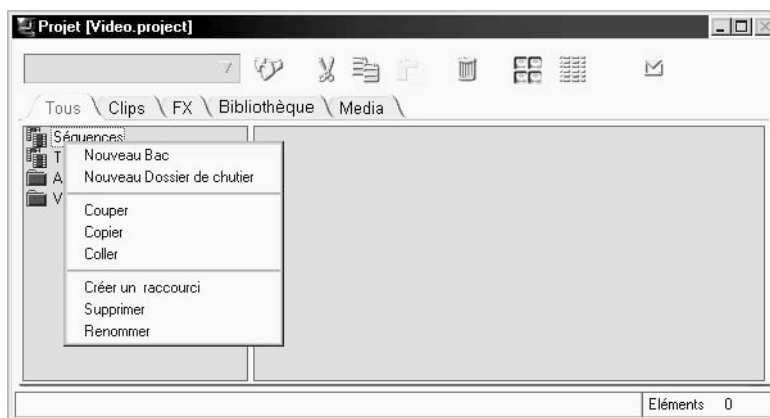 Projet [Video.project]
Tous Clips FX Bibliothèque Media
Séquences
T
A
V
Nouveau Bac
Nouveau Dossier de chutier
Couper
Copier
Coller
Créer un raccourci
Supprimer
Renommer
Eléments 0